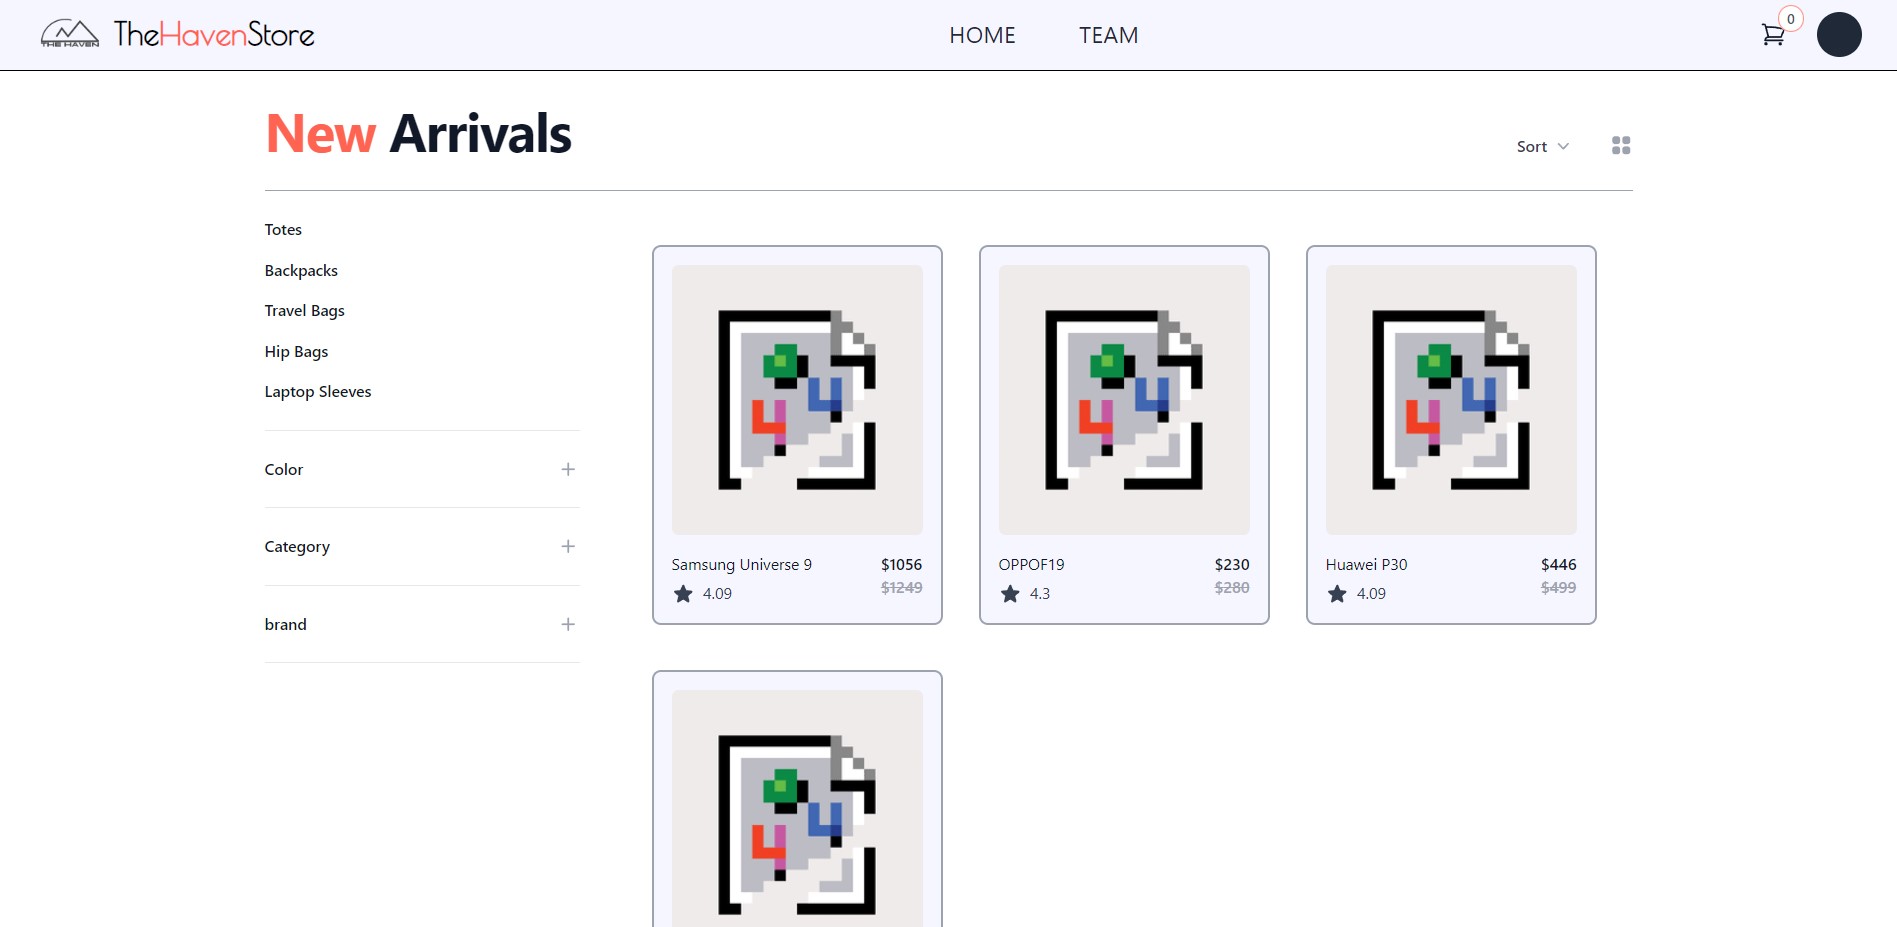 THE HAVEN
TheHavenStore
HOME
TEAM
0
New Arrivals
Sort
Totes
Backpacks
Travel Bags
Hip Bags
Laptop Sleeves
Color
Category
brand
Samsung Universe 9
$1056
4.09
$1249
OPPOF19
$230
4.3
$280
Huawei P30
$446
4.09
$499